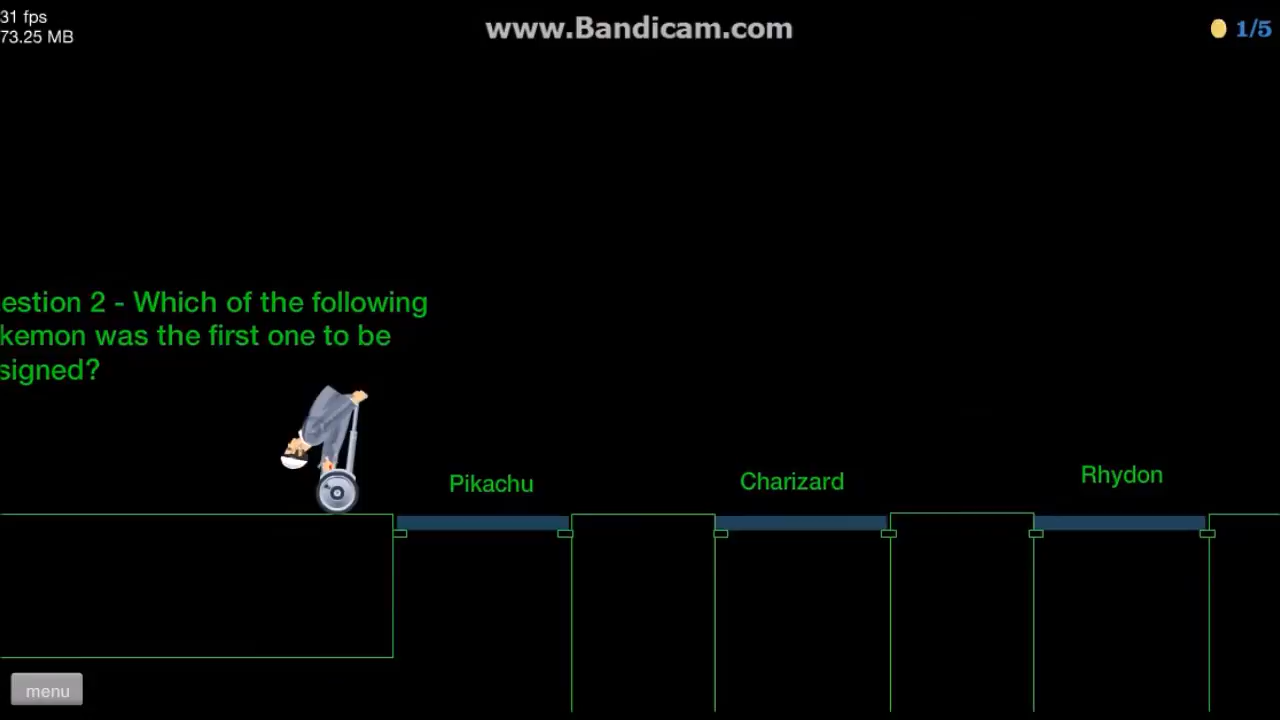 31 fps
73.25 MB
www.Bandicam.com
1/5
estion 2 - Which of the following
kemon was the first one to be
signed?
Pikachu
Charizard
Rhydon
menu